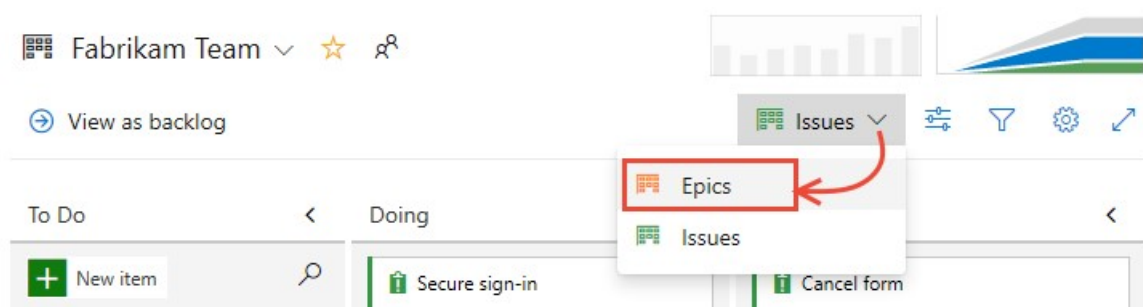 Fabrikam Team
View as backlog
Issues
Epics
Issues
To Do
Doing
New item
Secure sign-in
Cancel form